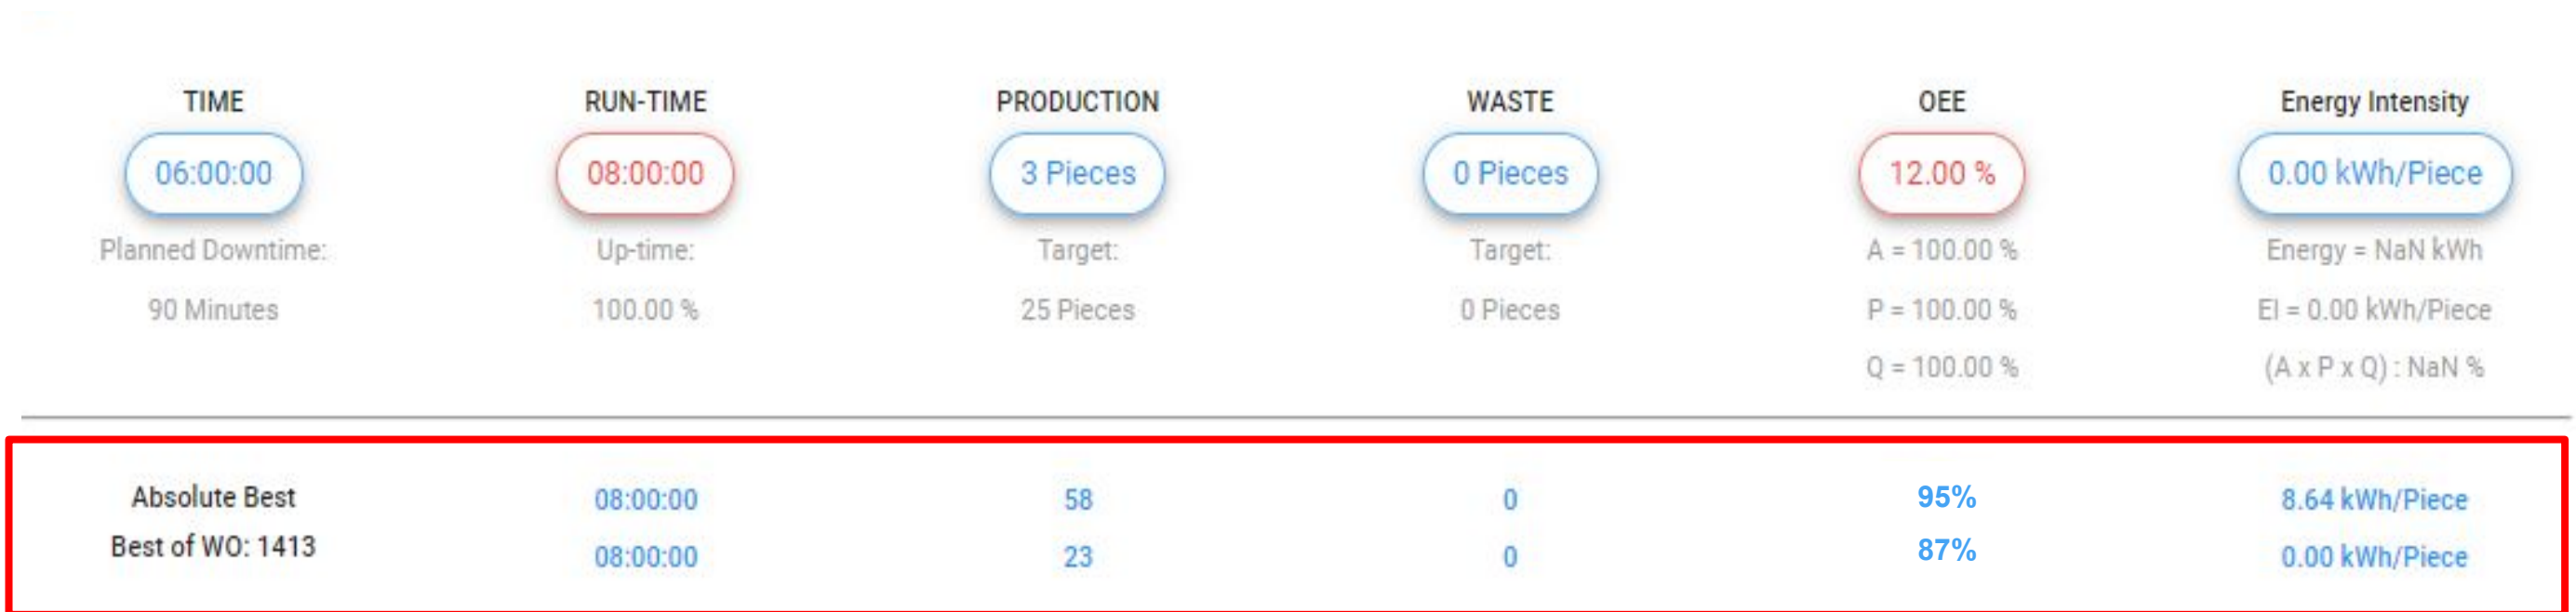 TIME RUN-TIME PRODUCTION WASTE OEE Energy Intensity
06:00:00 08:00:00 3 Pieces 0 Pieces 12.00 % 0.00 kWh/Piece
Planned Downtime: Up-time: Target: Target: A = 100.00 % Energy = NaN kWh
90 Minutes 100.00 % 25 Pieces 0 Pieces P = 100.00 % EI = 0.00 kWh/Piece
Q = 100.00 % (A x P x Q) : NaN %
Absolute Best 08:00:00 58 0 95% 8.64 kWh/Piece
Best of WO: 1413 08:00:00 23 0 87% 0.00 kWh/Piece